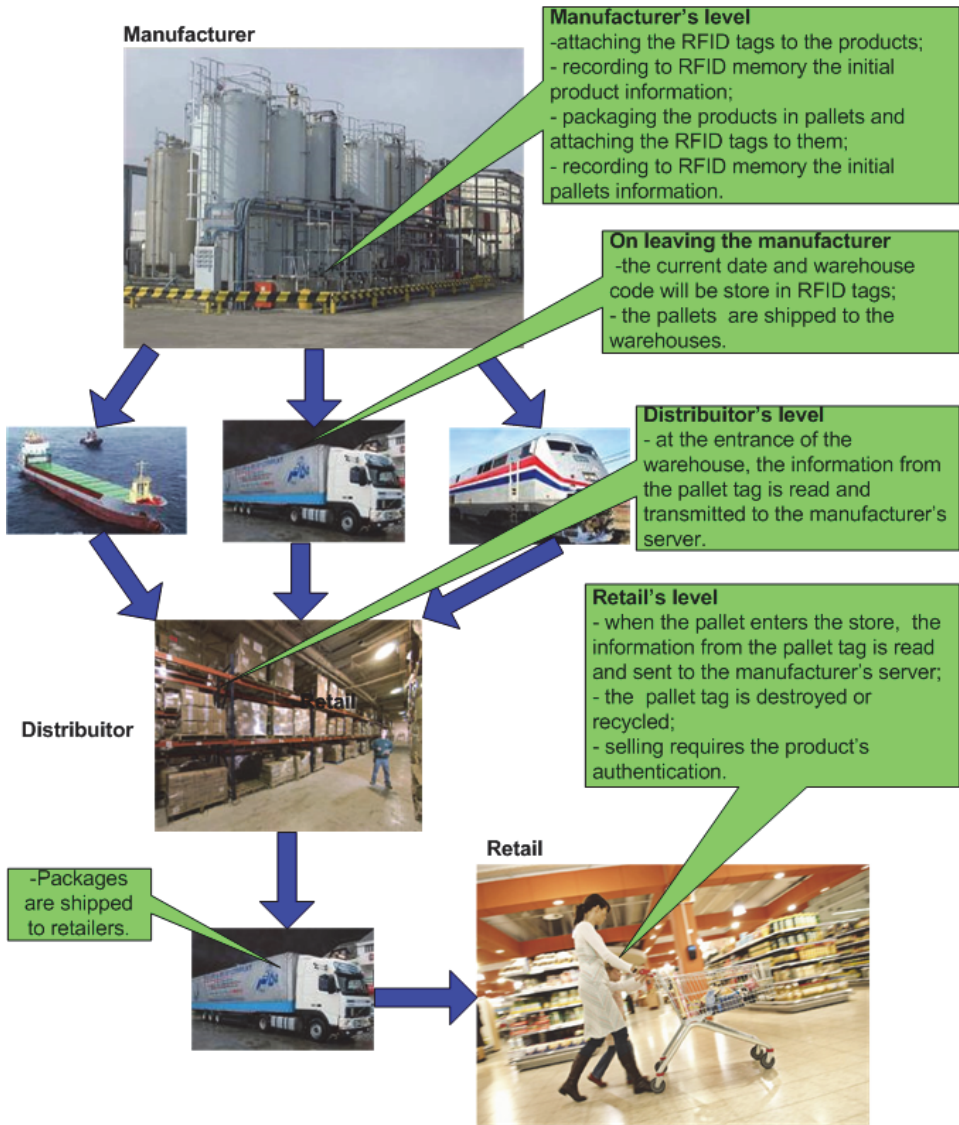 Manufacturer
Manufacturer's level
-attaching the RFID tags to the products;
- recording to RFID memory the initial
product information;
- packaging the products in pallets and
attaching the RFID tags to them;
- recording to RFID memory the initial
pallets information.
On leaving the manufacturer
-the current date and warehouse
code will be store in RFID tags;
- the pallets are shipped to the
warehouses.
Distribuitor's level
- at the entrance of the
warehouse, the information from
the pallet tag is read and
transmitted to the manufacturer's
server.
Retail's level
- when the pallet enters the store, the
information from the pallet tag is read
and sent to the manufacturer's server;
- the pallet tag is destroyed or
recycled;
- selling requires the product's
authentication.
Retail
Distribuitor
Retail
-Packages
are shipped
to retailers.